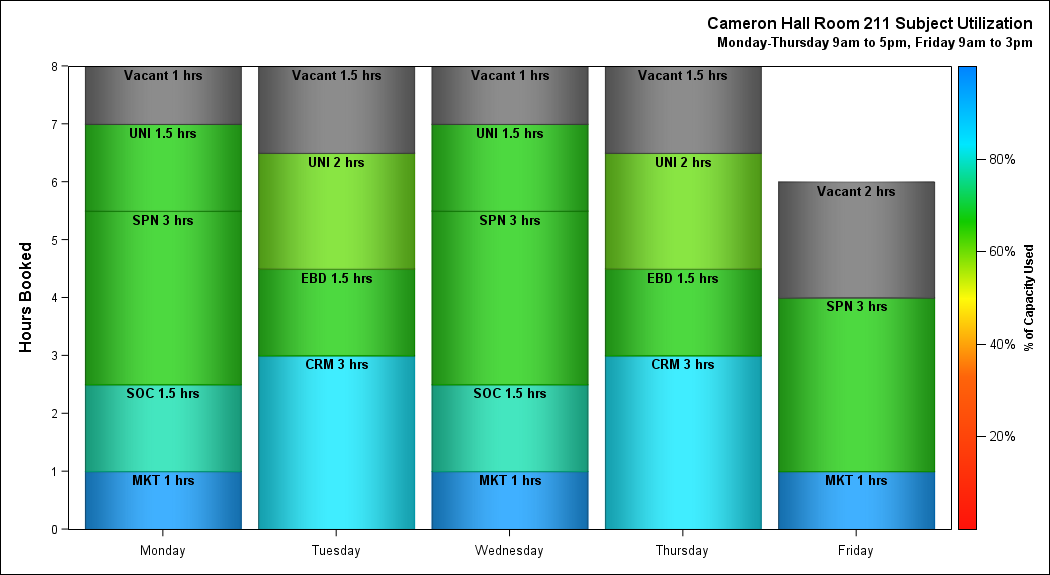 Cameron Hall Room 211 Subject Utilization
Monday-Thursday 9am to 5pm, Friday 9am to 3pm
Hours Booked
8
7
6
5
4
3
2
1
0
Vacant 1 hrs
UNI 1.5 hrs
SPN 3 hrs
SOC 1.5 hrs
MKT 1 hrs
Vacant 1.5 hrs
UNI 2 hrs
EBD 1.5 hrs
CRM 3 hrs
Vacant 1 hrs
UNI 1.5 hrs
SPN 3 hrs
SOC 1.5 hrs
MKT 1 hrs
Vacant 1.5 hrs
UNI 2 hrs
EBD 1.5 hrs
CRM 3 hrs
Vacant 2 hrs
SPN 3 hrs
MKT 1 hrs
Monday
Tuesday
Wednesday
Thursday
Friday
80%
60%
40%
20%
% of Capacity Used